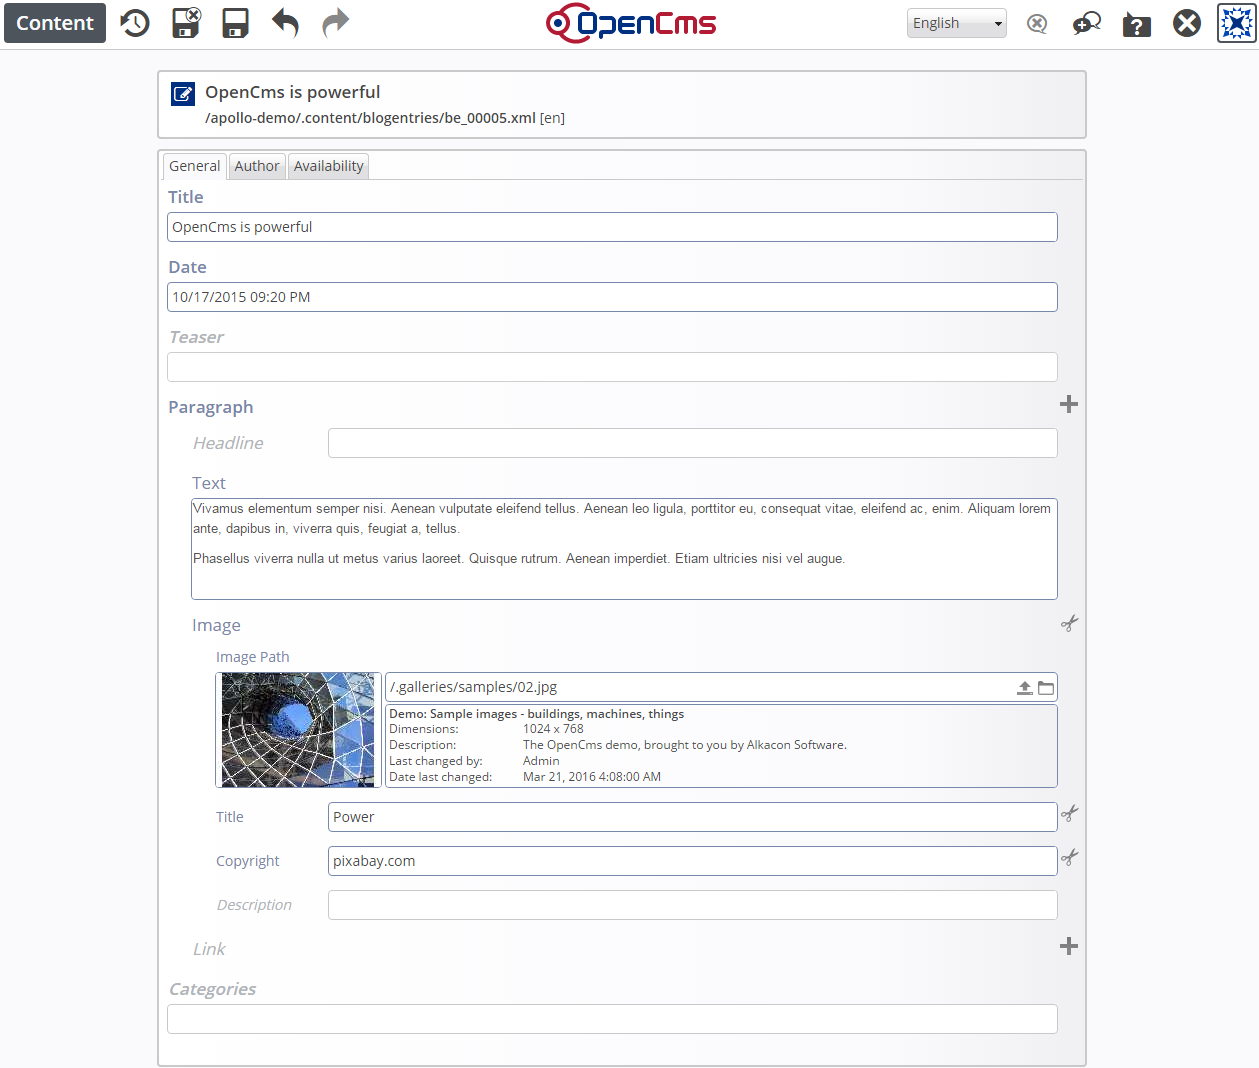 Content
OpenCms
English
OpenCms is powerful
/apollo-demo/.content/blogentries/be_00005.xml [en]
General Author Availability
Title
OpenCms is powerful
Date
10/17/2015 09:20 PM
Teaser
Paragraph
Headline
Text
Vivamus elementum semper nisi. Aenean vulputate eleifend tellus. Aenean leo ligula, porttitor eu, consequat vitae, eleifend ac, enim. Aliquam lorem
ante, dapibus in, viverra quis, feugiat a, tellus.
Phasellus viverra nulla ut metus varius laoreet. Quisque rutrum. Aenean imperdiet. Etiam ultricies nisi vel augue.
Image
Image Path
/.galleries/samples/02.jpg
Demo: Sample images - buildings, machines, things
Dimensions: 1024 x 768
Description: The OpenCms demo, brought to you by Alkacon Software.
Last changed by: Admin
Date last changed: Mar 21, 2016 4:08:00 AM
Title Power
Copyright pixabay.com
Description
Link
Categories